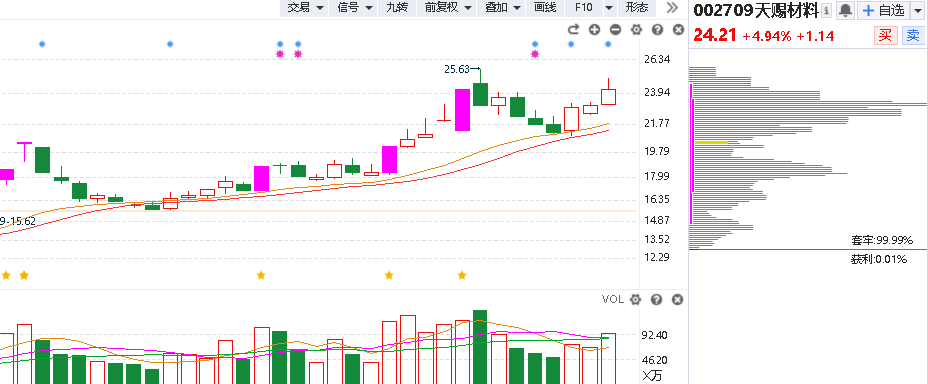 交易 信号 九转 前复权 叠加 画线 F10 形态
002709天赐材料 自选
24.21 +4.94% +1.14 买 卖
25.63
26.34
23.94
21.77
19.79
17.99
16.35
14.87
13.52
12.29
9-15.62
套牢:99.99%
获利:0.01%
VOL
92.40
46.20
X万